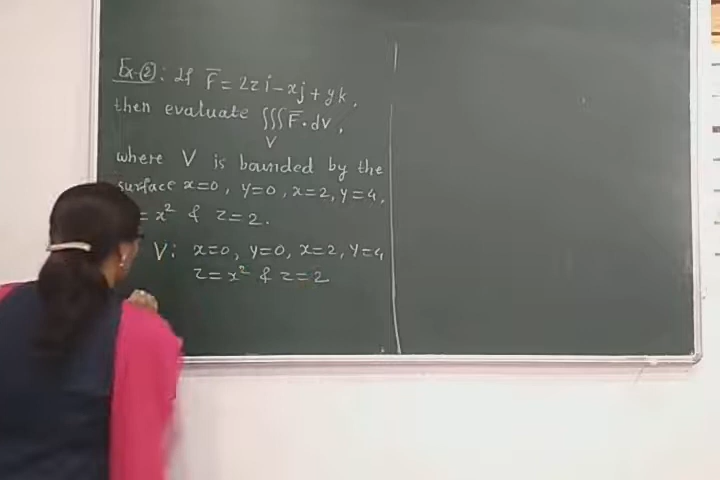 Ex-②: If F̅ = 2z i - xj + yk,
then evaluate ∭ F̅ · dV,
V
where V is bounded by the
surface x=0, y=0, x=2, y=4,
= x² & z=2.
V: x=0, y=0, x=2, y=4
z = x² & z=2